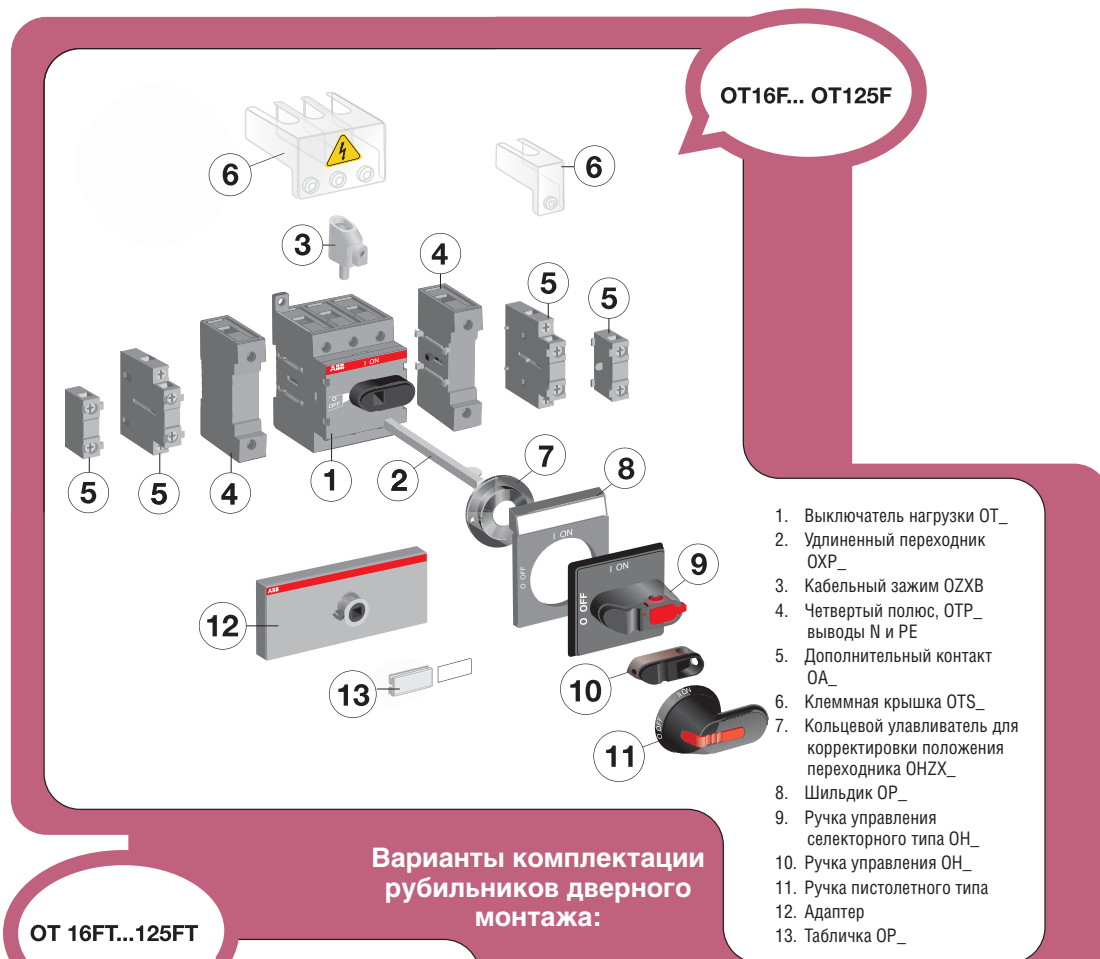 OT16F... OT125F
6
6
3
4
5
5
ABB
I ON
O OFF
5
5
4
1
2
7
8
I ON
O OFF
I ON
O OFF
9
ABB
12
13
10
II ON
O OFF
11
1. Выключатель нагрузки OT_
2. Удлиненный переходник
OXP_
3. Кабельный зажим OZXB
4. Четвертый полюс, OTP_
выводы N и PE
5. Дополнительный контакт
OA_
6. Клеммная крышка OTS_
7. Кольцевой улавливатель для
корректировки положения
переходника OHZX_
8. Шильдик OP_
9. Ручка управления
селекторного типа OH_
10. Ручка управления OH_
11. Ручка пистолетного типа
12. Адаптер
13. Табличка OP_
Варианты комплектации
рубильников дверного
монтажа:
OT 16FT...125FT